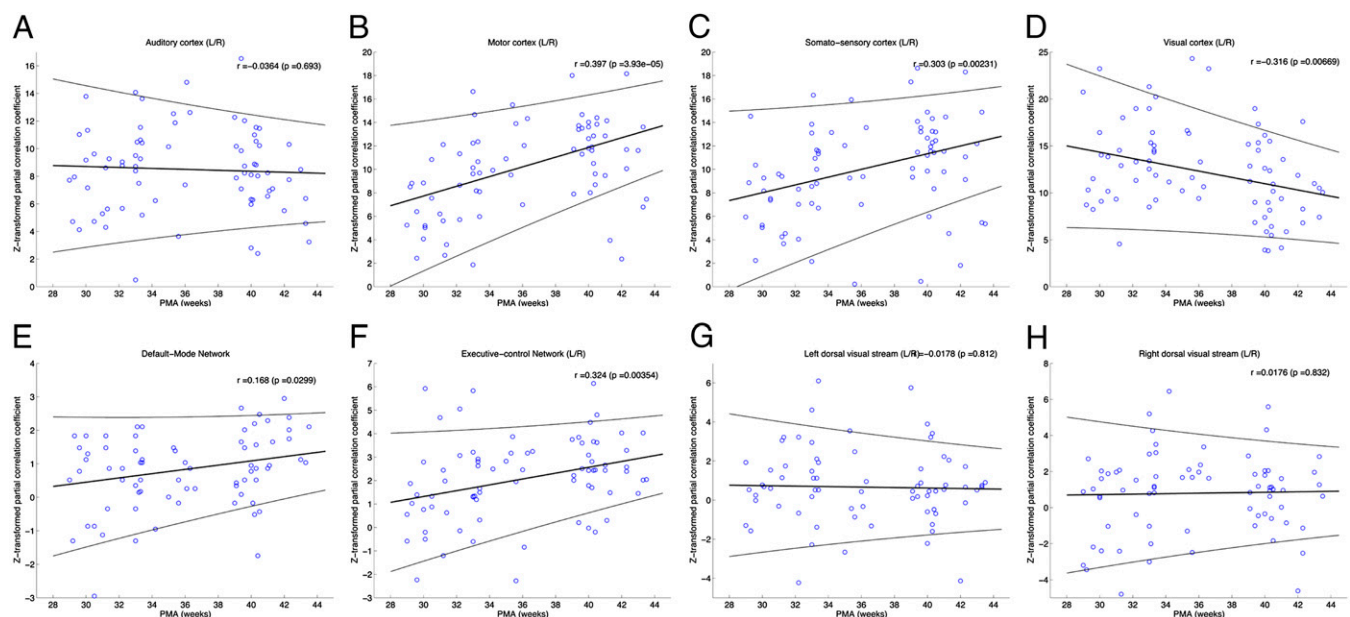 A
Auditory cortex (L/R)
r =-0.0364 (p =0.693)
Z-transformed partial correlation coefficient
16
14
12
10
8
6
4
2
0
28 30 32 34 36 38 40 42 44
PMA (weeks)
B
Motor cortex (L/R)
r =0.397 (p =3.93e-05)
Z-transformed partial correlation coefficient
20
18
16
14
12
10
8
6
4
2
0
28 30 32 34 36 38 40 42 44
PMA (weeks)
C
Somato-sensory cortex (L/R)
r =0.303 (p =0.00231)
Z-transformed partial correlation coefficient
20
18
16
14
12
10
8
6
4
2
0
28 30 32 34 36 38 40 42 44
PMA (weeks)
D
Visual cortex (L/R)
r =-0.316 (p =0.00669)
Z-transformed partial correlation coefficient
25
20
15
10
5
0
28 30 32 34 36 38 40 42 44
PMA (weeks)
E
Default-Mode Network
r =0.168 (p =0.0299)
Z-transformed partial correlation coefficient
4
3
2
1
0
-1
-2
-3
28 30 32 34 36 38 40 42 44
PMA (weeks)
F
Executive-control Network (L/R)
r =0.324 (p =0.00354)
Z-transformed partial correlation coefficient
7
6
5
4
3
2
1
0
-1
-2
-3
28 30 32 34 36 38 40 42 44
PMA (weeks)
G
Left dorsal visual stream (L/R)
=-0.0178 (p =0.812)
Z-transformed partial correlation coefficient
6
4
2
0
-2
-4
28 30 32 34 36 38 40 42 44
PMA (weeks)
H
Right dorsal visual stream (L/R)
r =0.0176 (p =0.832)
Z-transformed partial correlation coefficient
8
6
4
2
0
-2
-4
28 30 32 34 36 38 40 42 44
PMA (weeks)